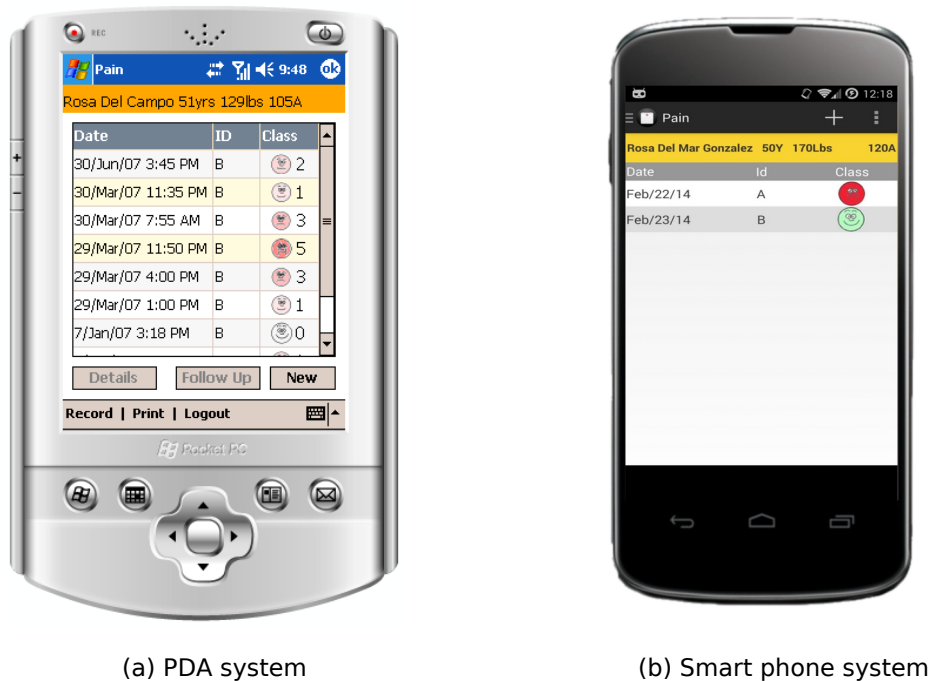 REC
Pain 9:48 ok
Rosa Del Campo 51yrs 129lbs 105A
Date ID Class
30/Jun/07 3:45 PM B 2
30/Mar/07 11:35 PM B 1
30/Mar/07 7:55 AM B 3
29/Mar/07 11:50 PM B 5
29/Mar/07 4:00 PM B 3
29/Mar/07 1:00 PM B 1
7/Jan/07 3:18 PM B 0
Details Follow Up New
Record | Print | Logout
Pocket PC
+
-
(a) PDA system
12:18
Pain
Rosa Del Mar Gonzalez 50Y 170Lbs 120A
Date Id Class
Feb/22/14 A
Feb/23/14 B
(b) Smart phone system